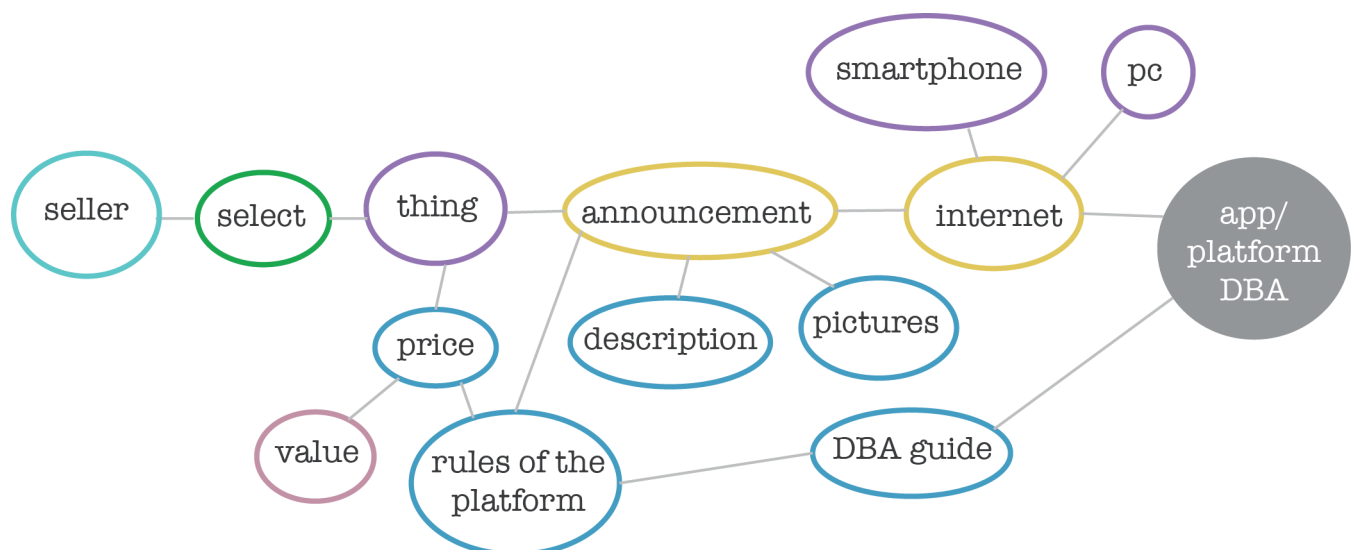 smartphone
pc
seller
select
thing
announcement
internet
app/
platform
DBA
price
description
pictures
value
rules of the
platform
DBA guide